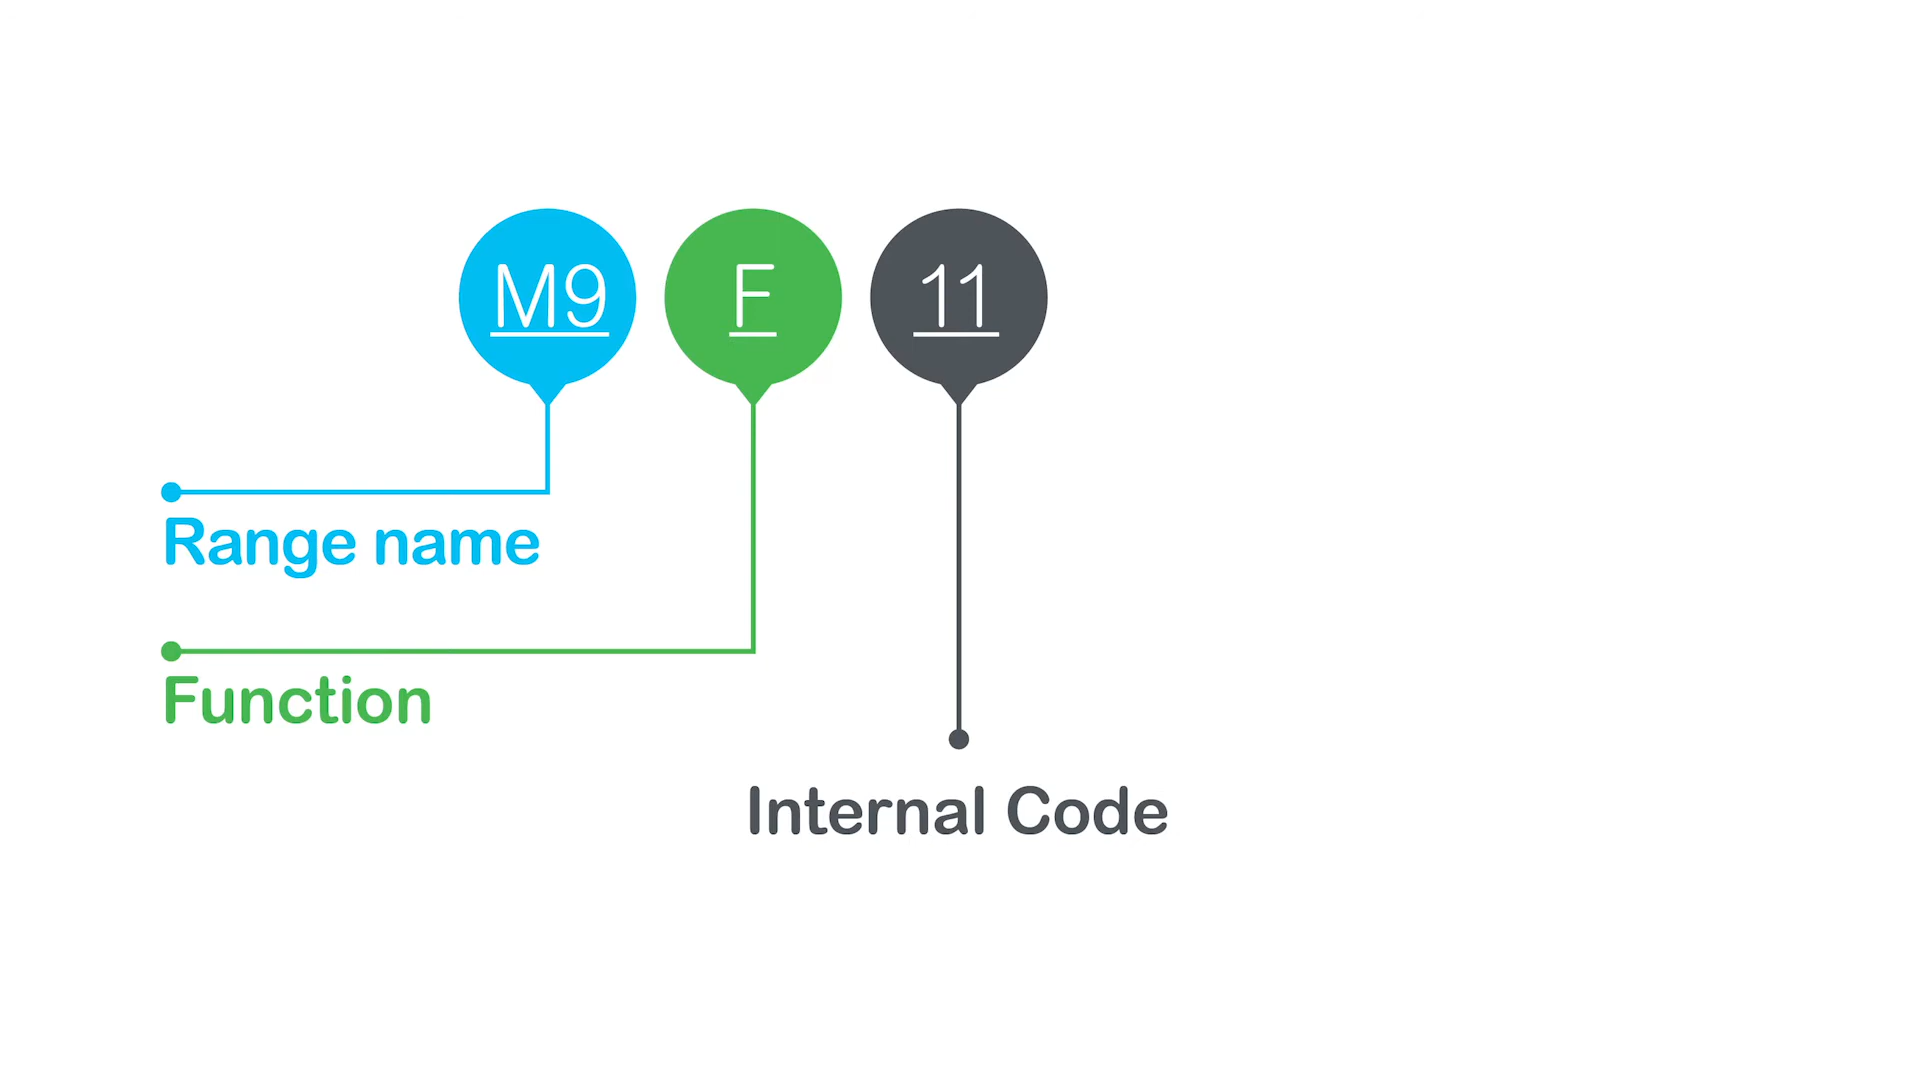 M9 F 11
Range name
Function
Internal Code